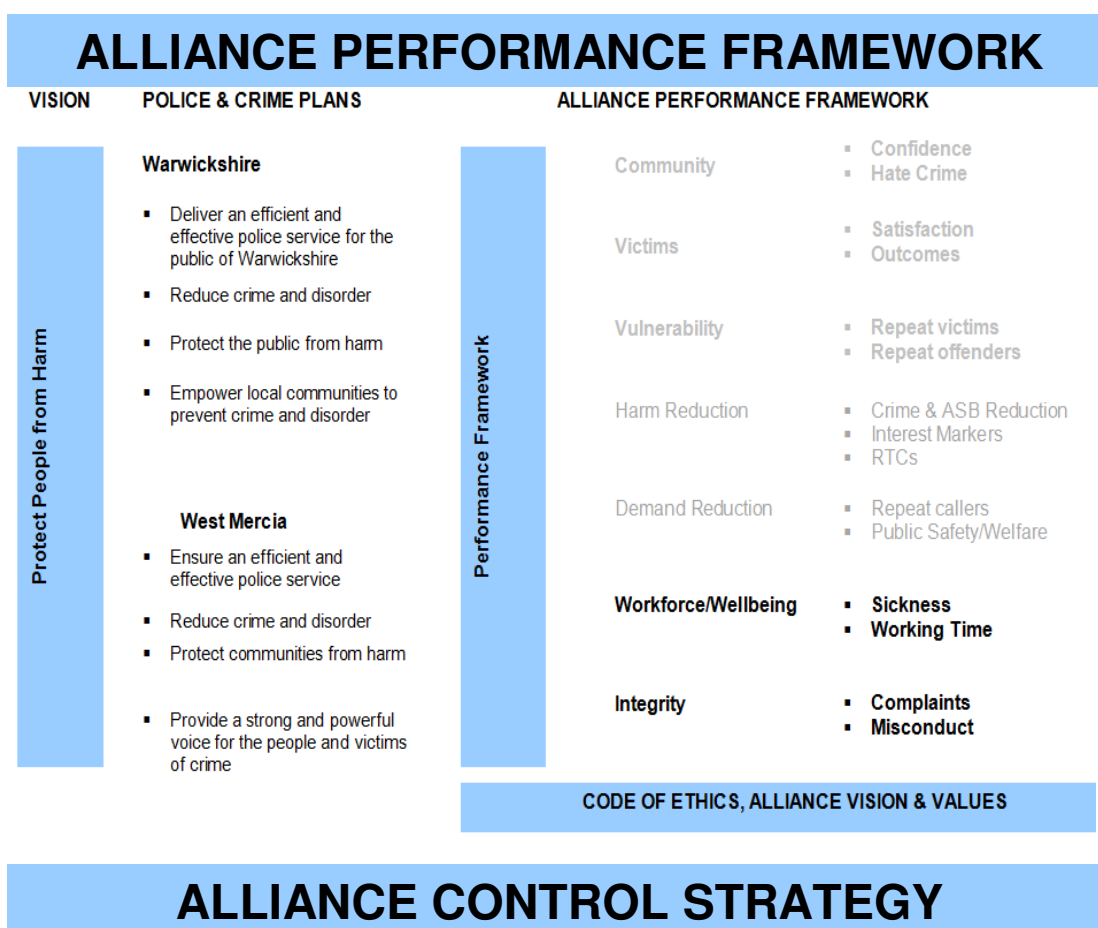 ALLIANCE PERFORMANCE FRAMEWORK
VISION
POLICE & CRIME PLANS
ALLIANCE PERFORMANCE FRAMEWORK
Protect People from Harm
Warwickshire
▪ Deliver an efficient and
effective police service for the
public of Warwickshire
▪ Reduce crime and disorder
▪ Protect the public from harm
▪ Empower local communities to
prevent crime and disorder
West Mercia
▪ Ensure an efficient and
effective police service
▪ Reduce crime and disorder
▪ Protect communities from harm
▪ Provide a strong and powerful
voice for the people and victims
of crime
Performance Framework
Community
▪ Confidence
▪ Hate Crime
Victims
▪ Satisfaction
▪ Outcomes
Vulnerability
▪ Repeat victims
▪ Repeat offenders
Harm Reduction
▪ Crime & ASB Reduction
▪ Interest Markers
▪ RTCs
Demand Reduction
▪ Repeat callers
▪ Public Safety/Welfare
Workforce/Wellbeing
▪ Sickness
▪ Working Time
Integrity
▪ Complaints
▪ Misconduct
CODE OF ETHICS, ALLIANCE VISION & VALUES
ALLIANCE CONTROL STRATEGY